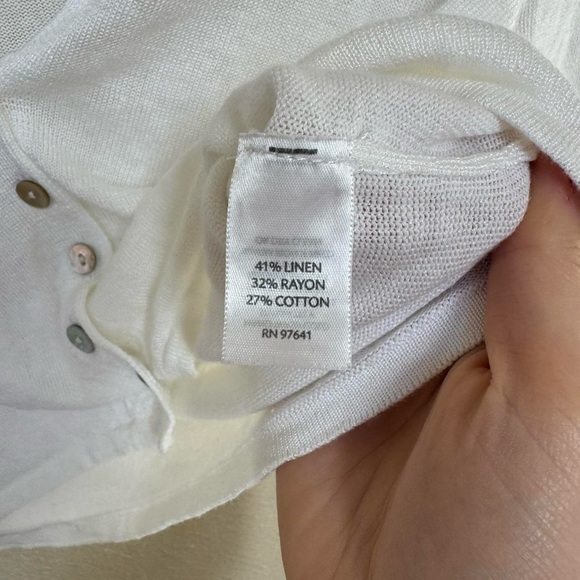 41% LINEN
32% RAYON
27% COTTON
RN 97641